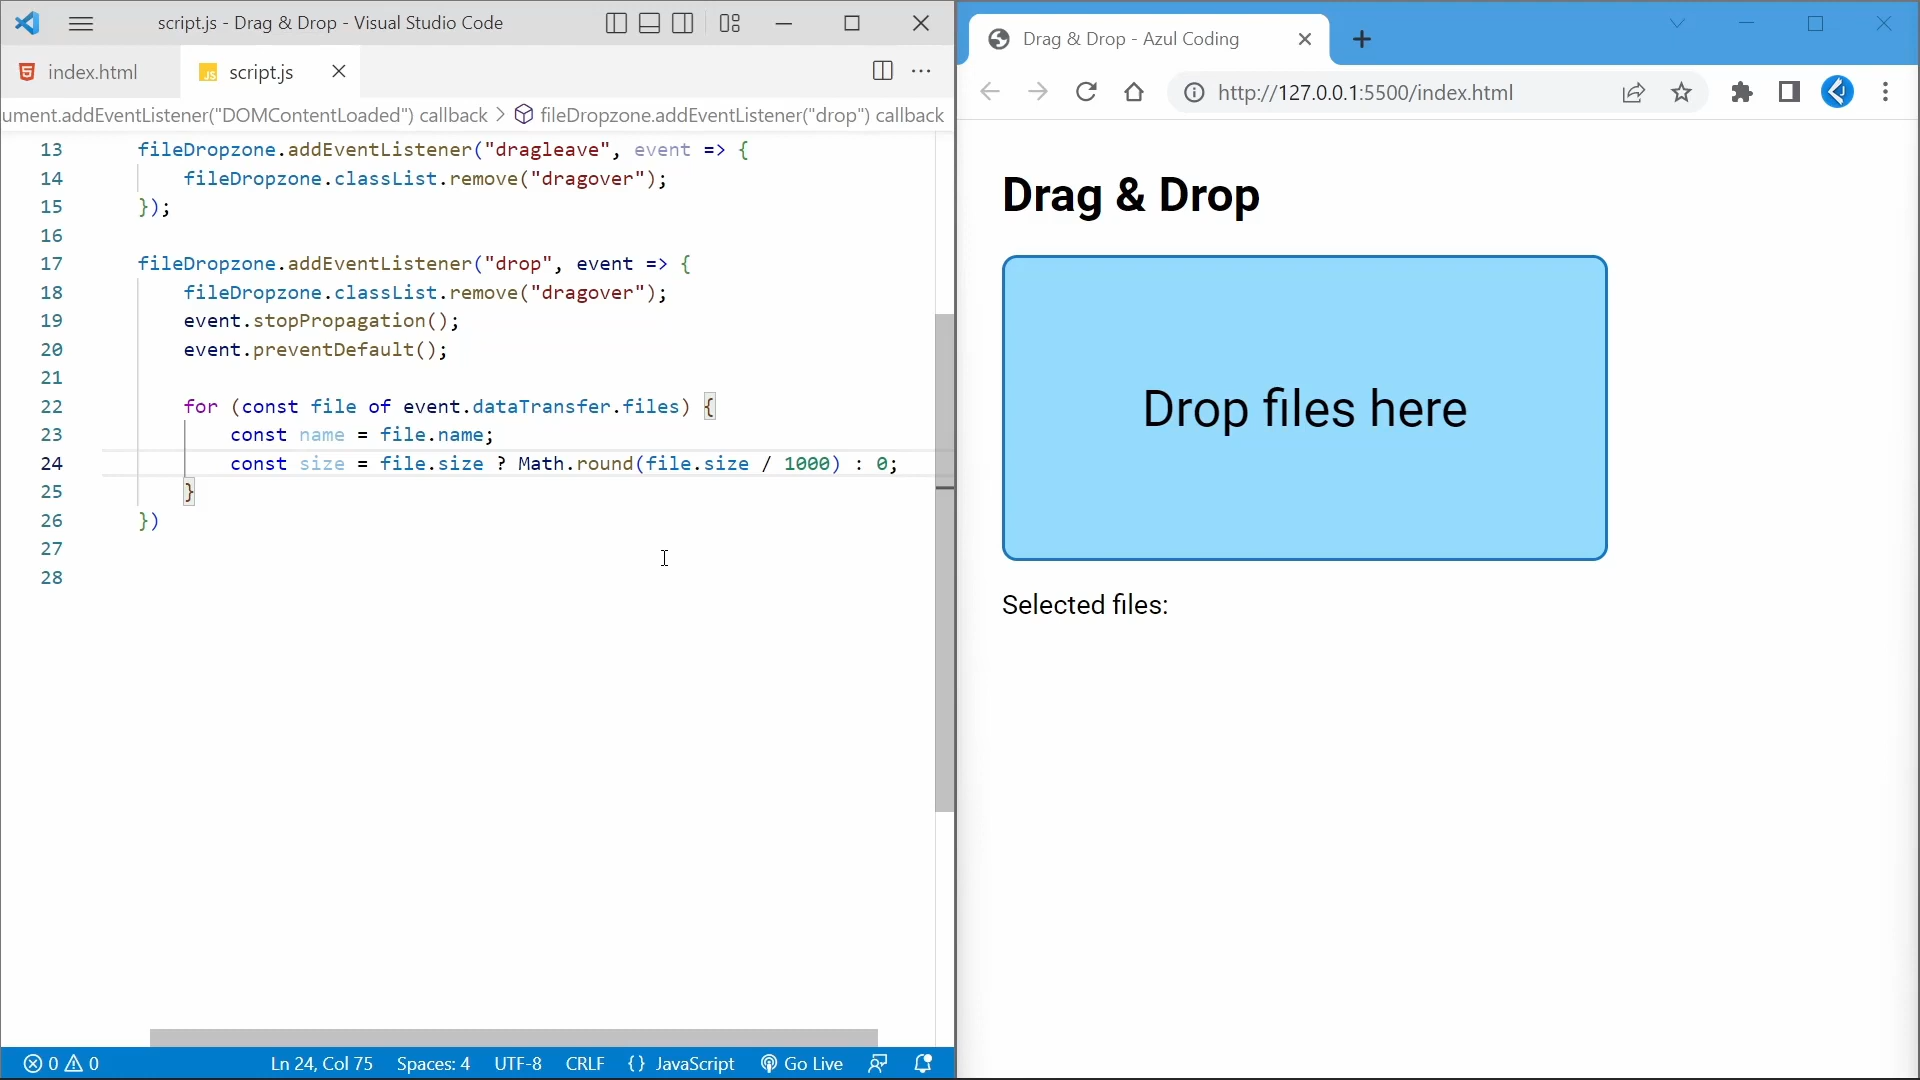 script.js - Drag & Drop - Visual Studio Code
index.html
script.js
ument.addEventListener("DOMContentLoaded") callback > fileDropzone.addEventListener("drop") callback
13 fileDropzone.addEventListener("dragleave", event => {
14 fileDropzone.classList.remove("dragover");
15 });
16
17 fileDropzone.addEventListener("drop", event => {
18 fileDropzone.classList.remove("dragover");
19 event.stopPropagation();
20 event.preventDefault();
21
22 for (const file of event.dataTransfer.files) {
23 const name = file.name;
24 const size = file.size ? Math.round(file.size / 1000) : 0;
25 }
26 })
27
28
0 0 Ln 24, Col 75 Spaces: 4 UTF-8 CRLF {} JavaScript Go Live
Drag & Drop - Azul Coding
http://127.0.0.1:5500/index.html
Drag & Drop
Drop files here
Selected files: